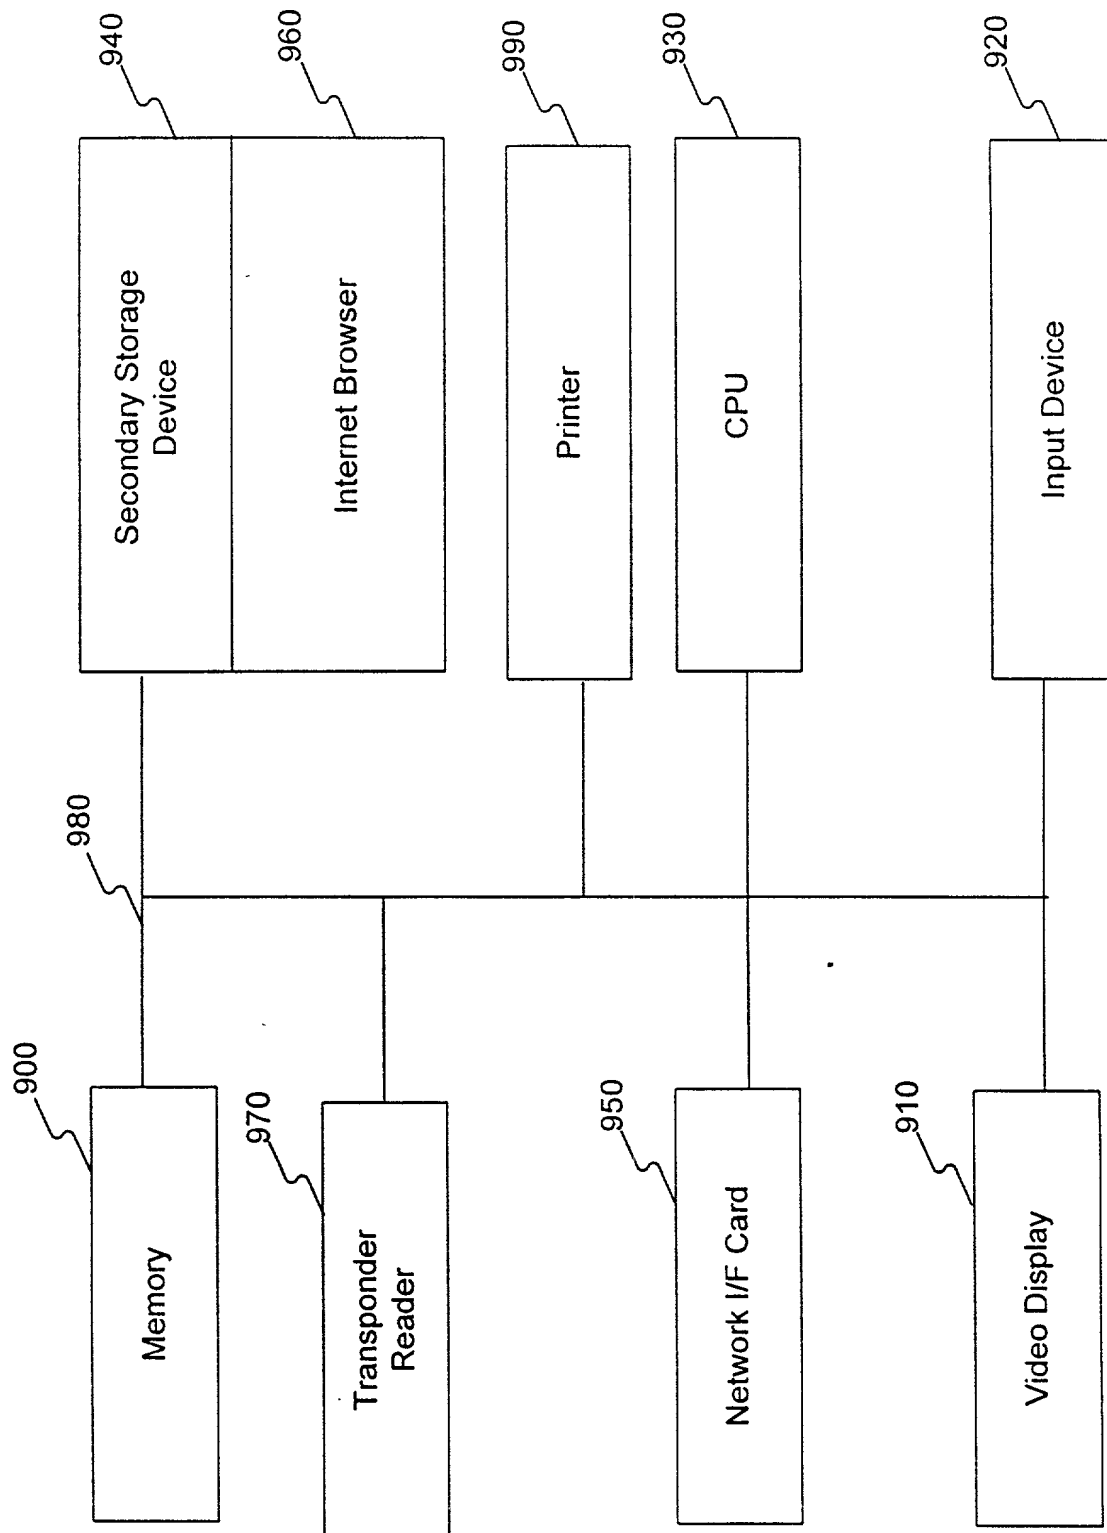 900
Memory
970
Transponder
Reader
950
Network I/F Card
910
Video Display
980
940
Secondary Storage
Device
960
Internet Browser
990
Printer
930
CPU
920
Input Device